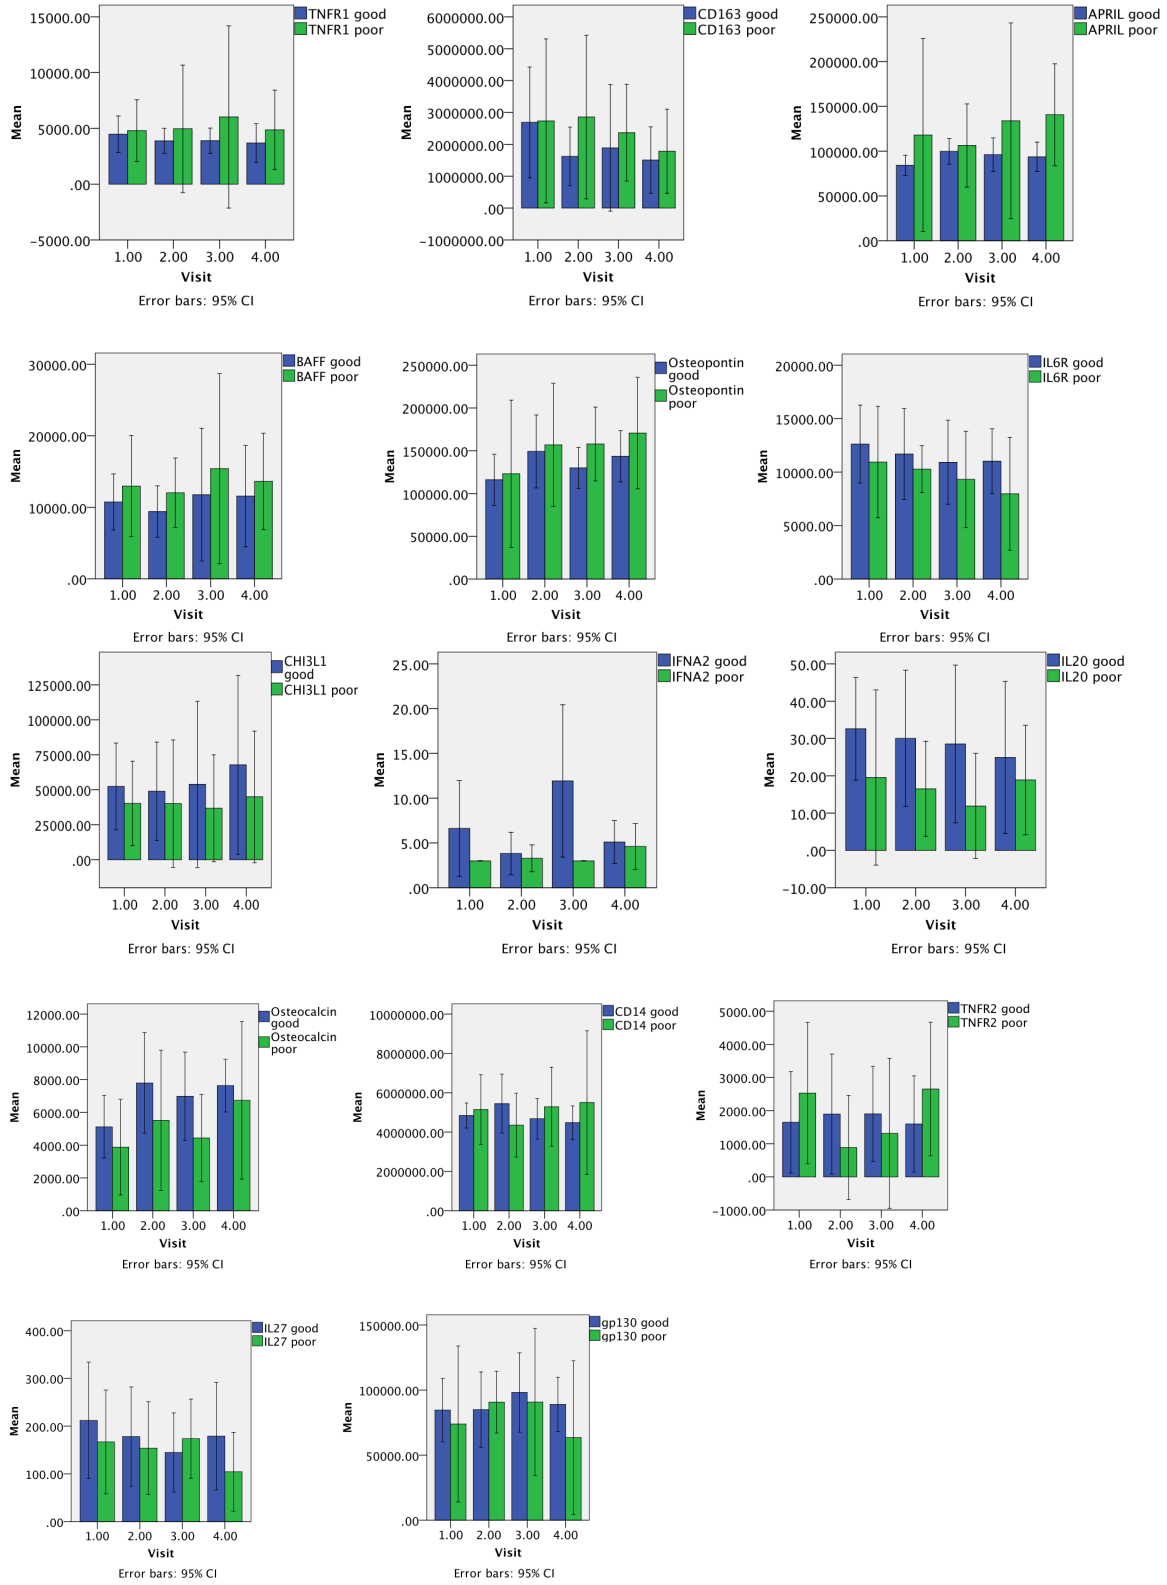 TNFR1 good
TNFR1 poor
15000.00
10000.00
5000.00
.00
−5000.00
Mean
1.00 2.00 3.00 4.00
Visit
Error bars: 95% CI
CD163 good
CD163 poor
6000000.00
5000000.00
4000000.00
3000000.00
2000000.00
1000000.00
.00
−1000000.00
Mean
1.00 2.00 3.00 4.00
Visit
Error bars: 95% CI
APRIL good
APRIL poor
250000.00
200000.00
150000.00
100000.00
50000.00
.00
Mean
1.00 2.00 3.00 4.00
Visit
Error bars: 95% CI
BAFF good
BAFF poor
30000.00
20000.00
10000.00
.00
Mean
1.00 2.00 3.00 4.00
Visit
Error bars: 95% CI
Osteopontin
good
Osteopontin
poor
250000.00
200000.00
150000.00
100000.00
50000.00
.00
Mean
1.00 2.00 3.00 4.00
Visit
Error bars: 95% CI
IL6R good
IL6R poor
20000.00
15000.00
10000.00
5000.00
.00
Mean
1.00 2.00 3.00 4.00
Visit
Error bars: 95% CI
CHI3L1
good
CHI3L1 poor
125000.00
100000.00
75000.00
50000.00
25000.00
.00
Mean
1.00 2.00 3.00 4.00
Visit
Error bars: 95% CI
IFNA2 good
IFNA2 poor
25.00
20.00
15.00
10.00
5.00
.00
Mean
1.00 2.00 3.00 4.00
Visit
Error bars: 95% CI
IL20 good
IL20 poor
50.00
40.00
30.00
20.00
10.00
.00
−10.00
Mean
1.00 2.00 3.00 4.00
Visit
Error bars: 95% CI
Osteocalcin
good
Osteocalcin
poor
12000.00
10000.00
8000.00
6000.00
4000.00
2000.00
.00
Mean
1.00 2.00 3.00 4.00
Visit
Error bars: 95% CI
CD14 good
CD14 poor
10000000.00
8000000.00
6000000.00
4000000.00
2000000.00
.00
Mean
1.00 2.00 3.00 4.00
Visit
Error bars: 95% CI
TNFR2 good
TNFR2 poor
5000.00
4000.00
3000.00
2000.00
1000.00
.00
−1000.00
Mean
1.00 2.00 3.00 4.00
Visit
Error bars: 95% CI
IL27 good
IL27 poor
400.00
300.00
200.00
100.00
.00
Mean
1.00 2.00 3.00 4.00
Visit
Error bars: 95% CI
gp130 good
gp130 poor
150000.00
100000.00
50000.00
.00
Mean
1.00 2.00 3.00 4.00
Visit
Error bars: 95% CI